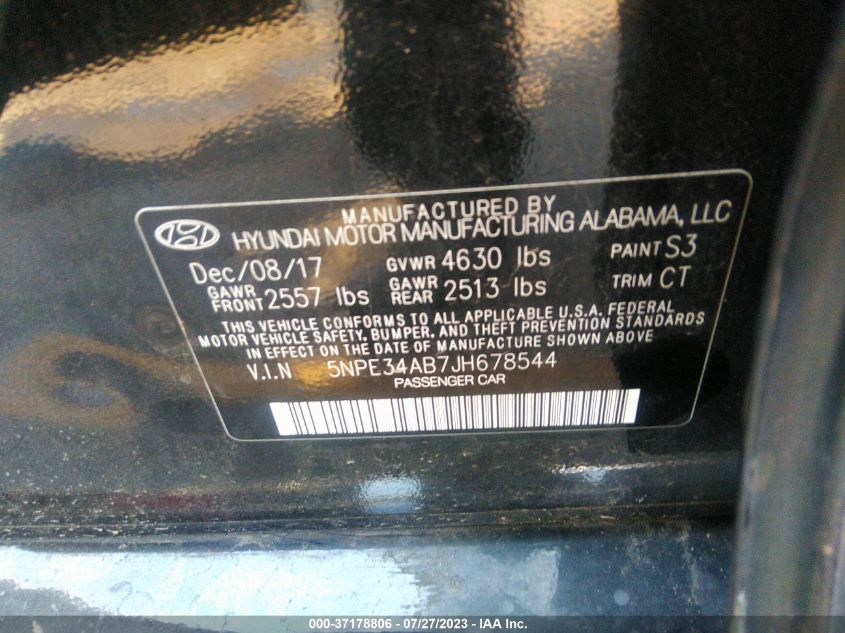 MANUFACTURED BY
HYUNDAI MOTOR MANUFACTURING ALABAMA, LLC
Dec/08/17 GVWR 4630 lbs PAINT S3
GAWR FRONT 2557 lbs GAWR REAR 2513 lbs TRIM CT
THIS VEHICLE CONFORMS TO ALL APPLICABLE U.S.A. FEDERAL
MOTOR VEHICLE SAFETY, BUMPER, AND THEFT PREVENTION STANDARDS
IN EFFECT ON THE DATE OF MANUFACTURE SHOWN ABOVE
V.I.N 5NPE34AB7JH678544
PASSENGER CAR
000-37178806 - 07/27/2023 - IAA Inc.